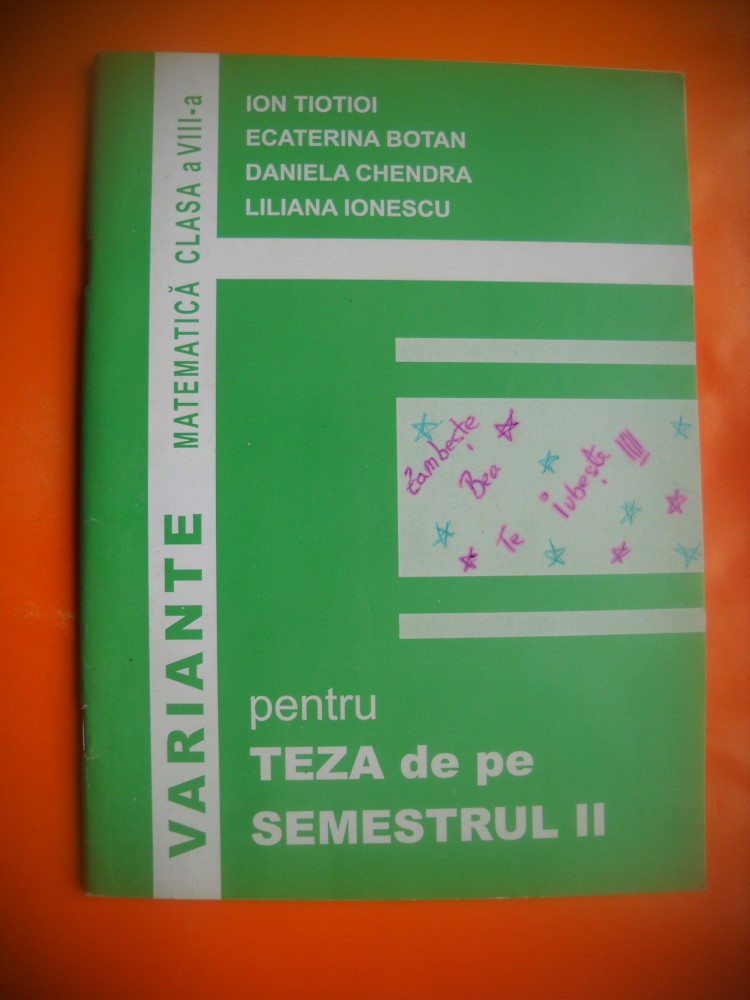 ION TIOTIOI
ECATERINA BOTAN
DANIELA CHENDRA
LILIANA IONESCU
VARIANTE MATEMATICĂ CLASA a VIII-a
Zâmbește
Bea
Te iubește !!!!
pentru
TEZA de pe
SEMESTRUL II